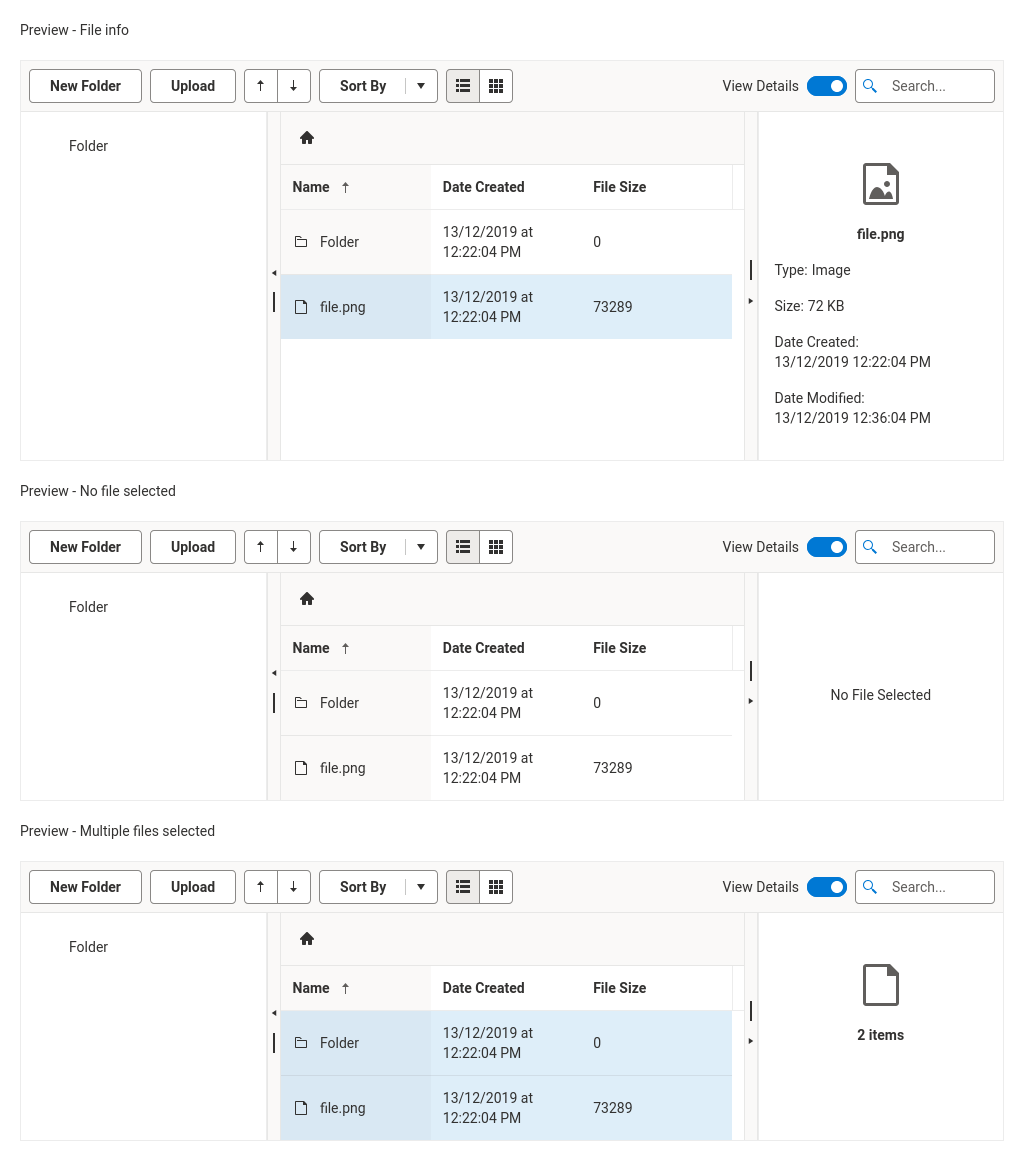 Preview - File info
New Folder
Upload
Sort By
View Details
Search...
Folder
Name
Date Created
File Size
Folder
13/12/2019 at
12:22:04 PM
0
file.png
13/12/2019 at
12:22:04 PM
73289
file.png
Type: Image
Size: 72 KB
Date Created:
13/12/2019 12:22:04 PM
Date Modified:
13/12/2019 12:36:04 PM
Preview - No file selected
New Folder
Upload
Sort By
View Details
Search...
Folder
Name
Date Created
File Size
Folder
13/12/2019 at
12:22:04 PM
0
file.png
13/12/2019 at
12:22:04 PM
73289
No File Selected
Preview - Multiple files selected
New Folder
Upload
Sort By
View Details
Search...
Folder
Name
Date Created
File Size
Folder
13/12/2019 at
12:22:04 PM
0
file.png
13/12/2019 at
12:22:04 PM
73289
2 items